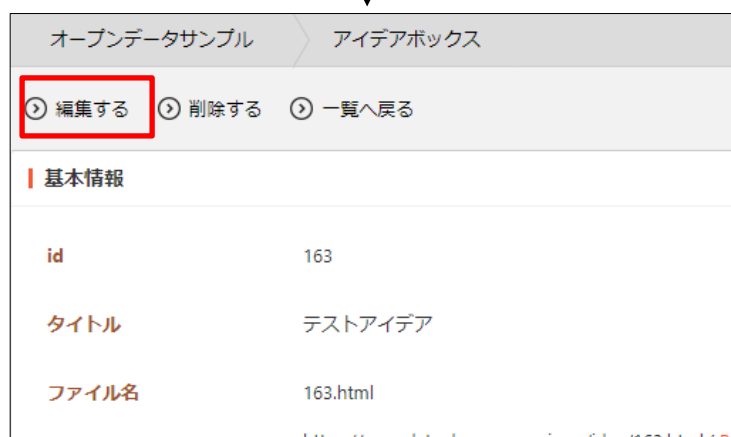 オープンデータサンプル アイデアボックス
編集する 削除する 一覧へ戻る
基本情報
id 163
タイトル テストアイデア
ファイル名 163.html